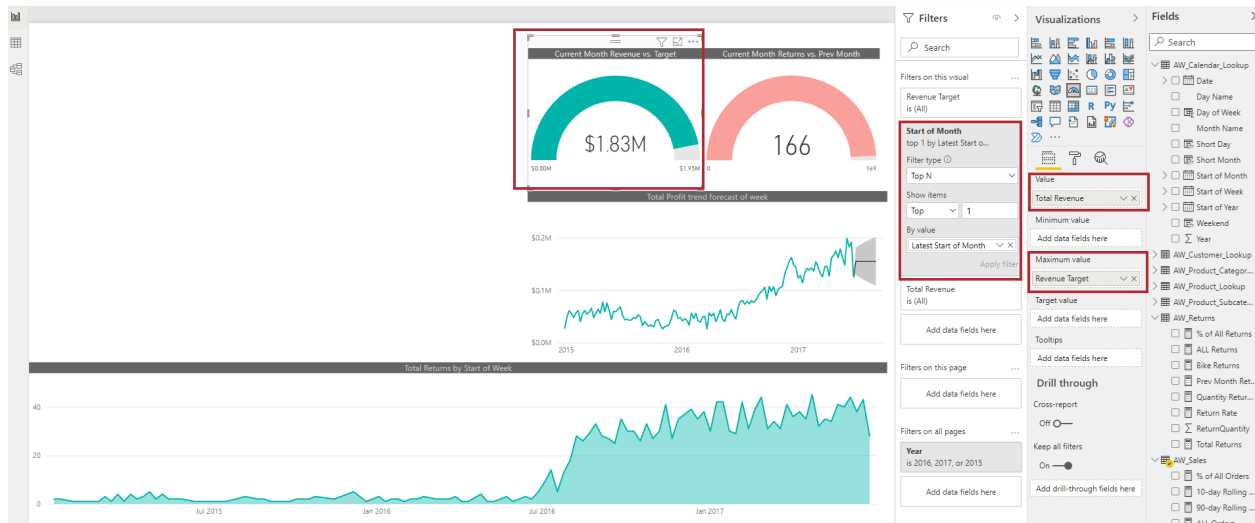 Current Month Revenue vs. Target
$1.83M
$0.00M
$1.95M
Current Month Returns vs. Prev Month
166
0
169
Total Profit trend forecast of week
$0.2M
$0.1M
$0.0M
2015
2016
2017
Total Returns by Start of Week
40
20
0
Jul 2015
Jan 2016
Jul 2016
Jan 2017
Filters
Search
Filters on this visual
Revenue Target
is (All)
Start of Month
top 1 by Latest Start o...
Filter type
Top N
Show items
Top
1
By value
Latest Start of Month
Apply filter
Total Revenue
is (All)
Add data fields here
Filters on this page
Add data fields here
Filters on all pages
Year
is 2016, 2017, or 2015
Add data fields here
Visualizations
R
Py
Value
Total Revenue
Minimum value
Add data fields here
Maximum value
Revenue Target
Target value
Add data fields here
Tooltips
Add data fields here
Drill through
Cross-report
Off
Keep all filters
On
Add drill-through fields here
Fields
Search
AW_Calendar_Lookup
Date
Day Name
Day of Week
Month Name
Short Day
Short Month
Start of Month
Start of Week
Start of Year
Weekend
Year
AW_Customer_Lookup
AW_Product_Categor...
AW_Product_Lookup
AW_Product_Subcate...
AW_Returns
% of All Returns
ALL Returns
Bike Returns
Prev Month Ret...
Quantity Retur...
Return Rate
ReturnQuantity
Total Returns
AW_Sales
% of All Orders
10-day Rolling ...
90-day Rolling ...
ALL Orders